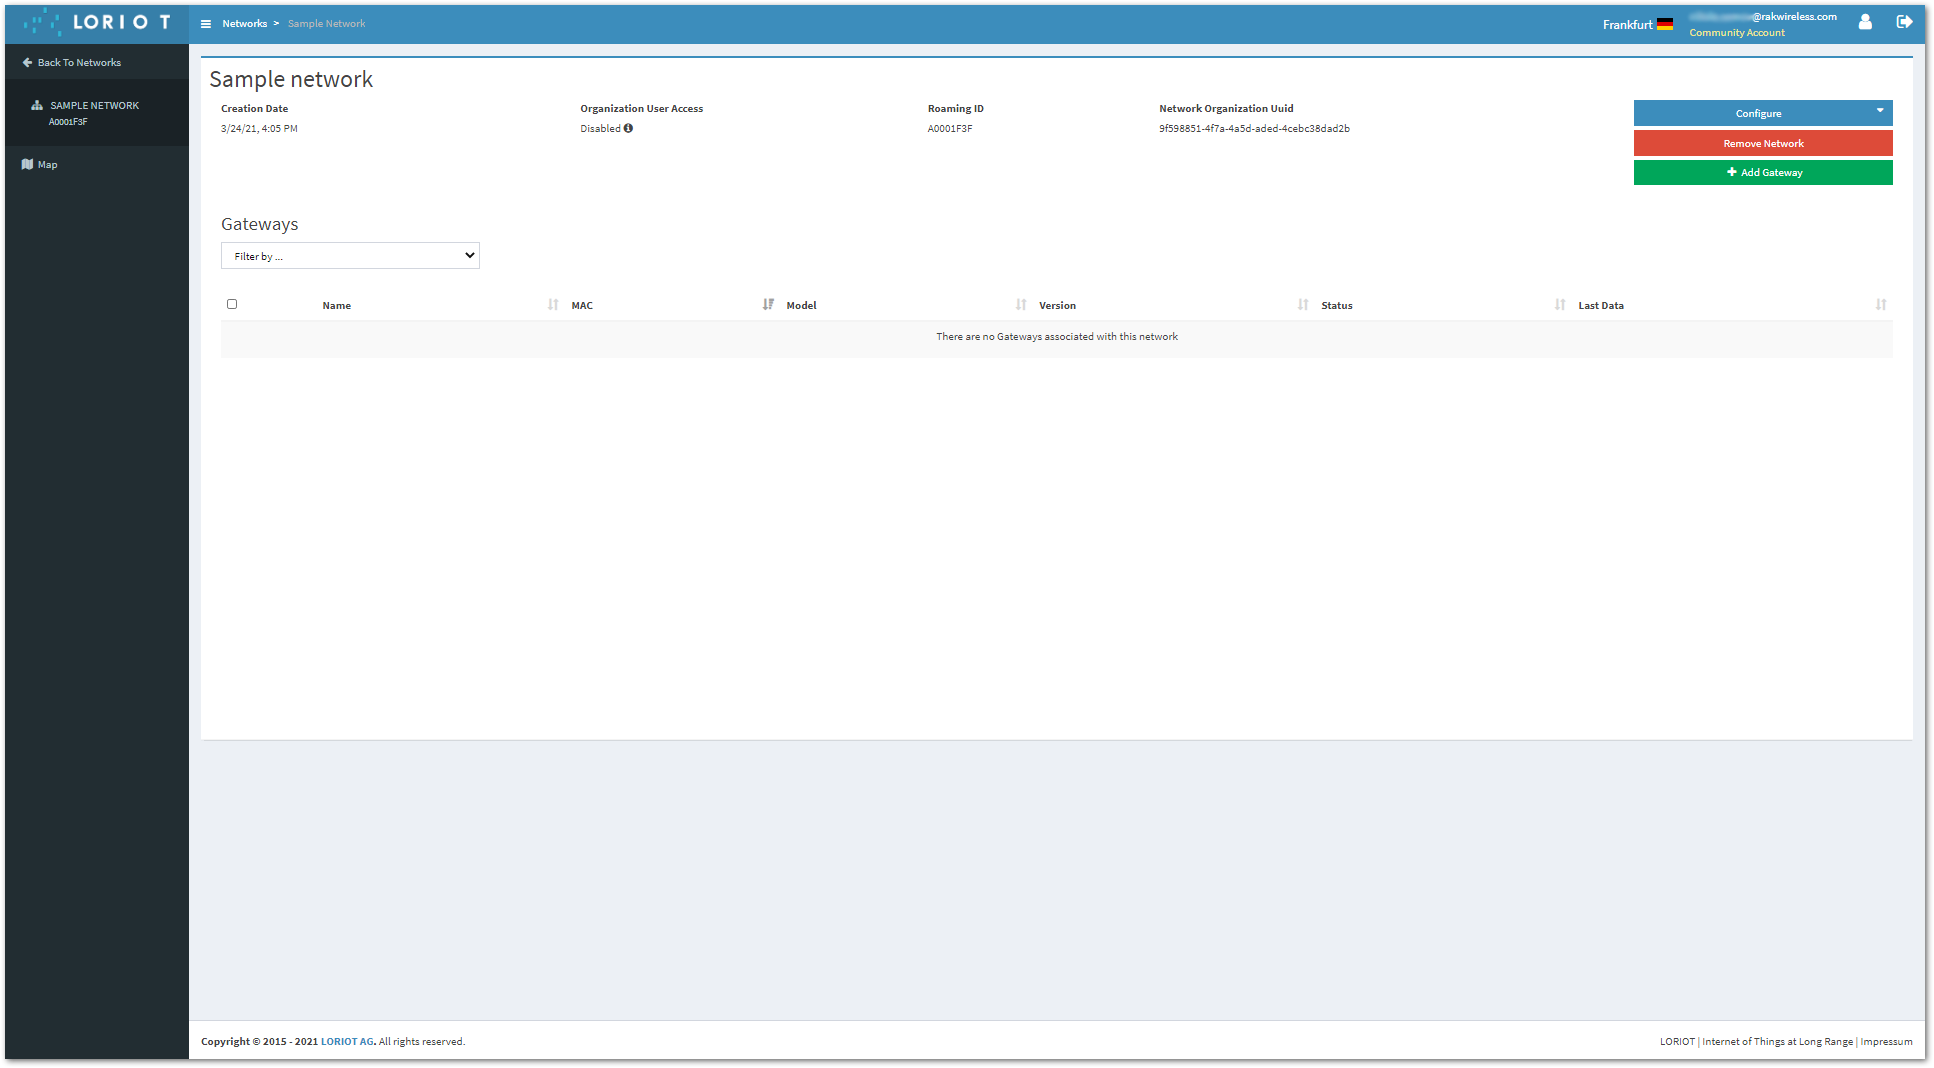 LORIOT
Networks > Sample Network
Frankfurt
@rakwireless.com
Community Account
Back To Networks
SAMPLE NETWORK
A0001F3F
Map
Sample network
Creation Date
3/24/21, 4:05 PM
Organization User Access
Disabled
Roaming ID
A0001F3F
Network Organization Uuid
9f598851-4f7a-4a5d-aded-4cebc38dad2b
Configure
Remove Network
Add Gateway
Gateways
Filter by ...
Name MAC Model Version Status Last Data
There are no Gateways associated with this network
Copyright © 2015 - 2021 LORIOT AG. All rights reserved.
LORIOT | Internet of Things at Long Range | Impressum